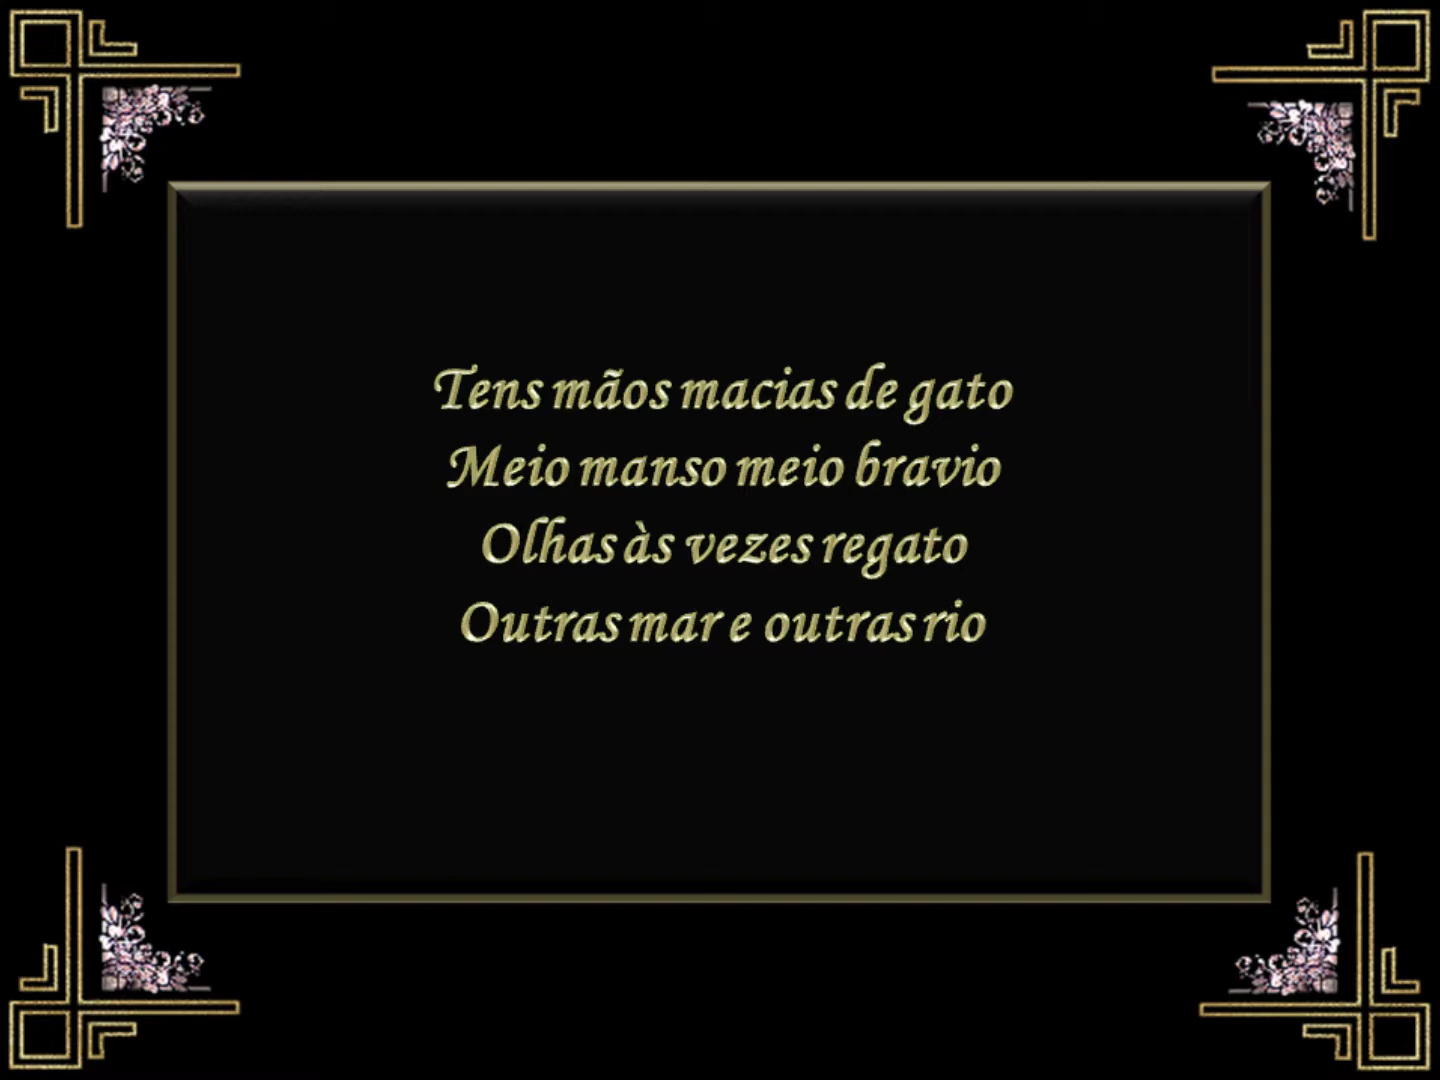 Tens mãos macias de gato
Meio manso meio bravio
Olhas às vezes regato
Outras mar e outras rio